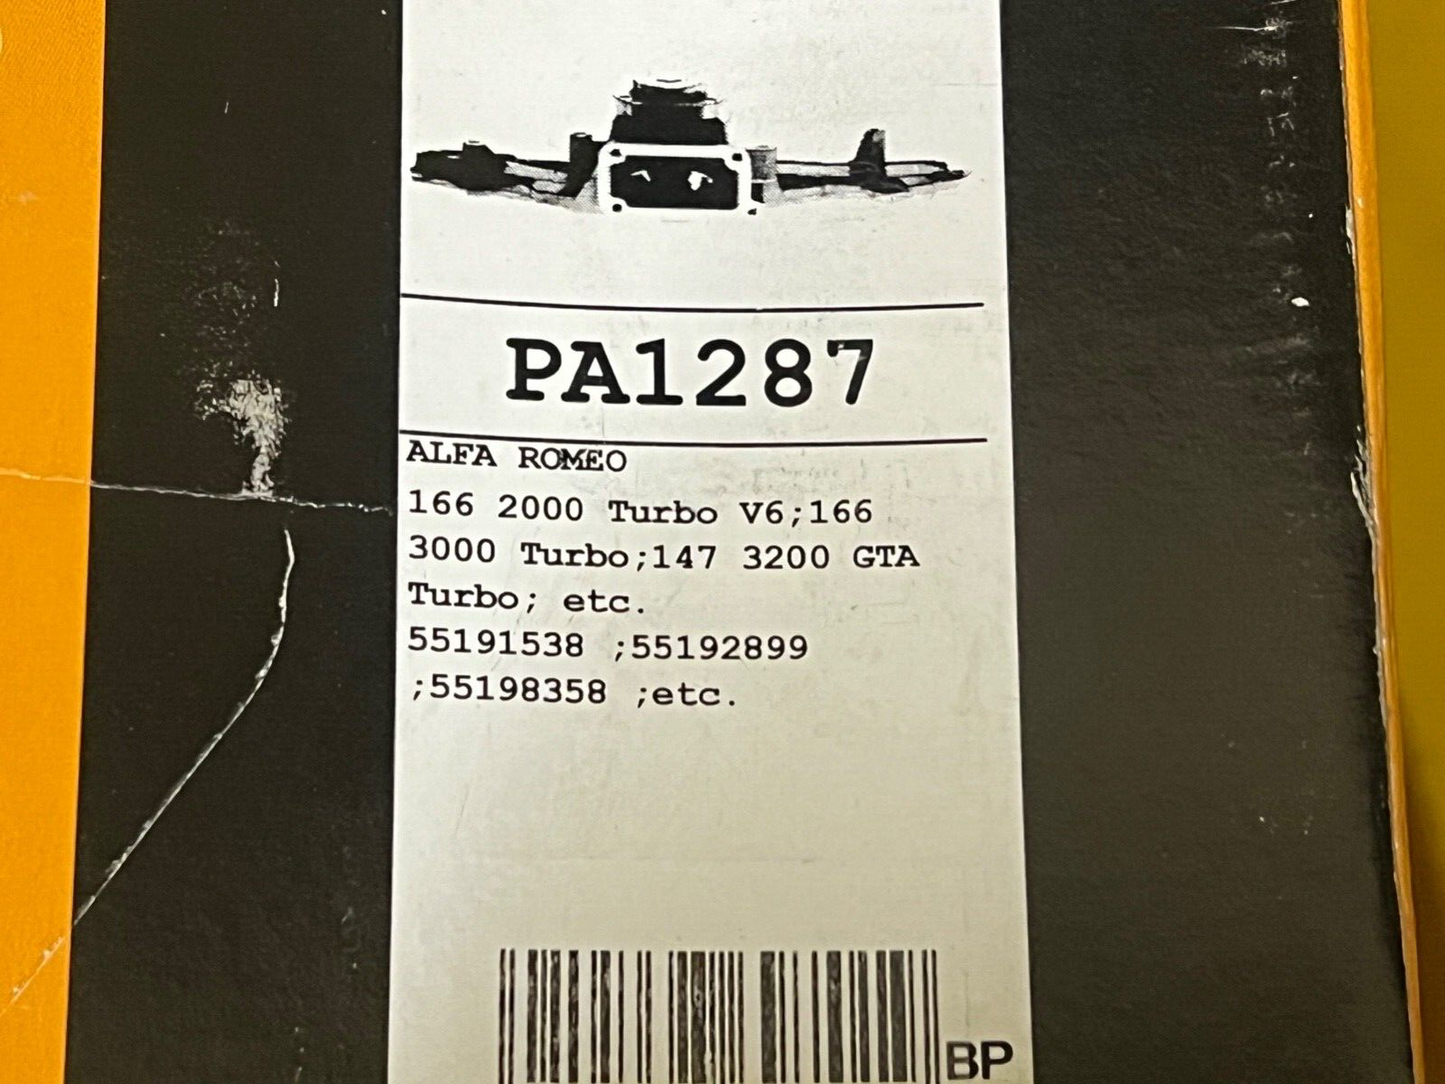 PA1287
ALFA ROMEO
166 2000 Turbo V6;166
3000 Turbo;147 3200 GTA
Turbo; etc.
55191538 ;55192899
;55198358 ;etc.
BP